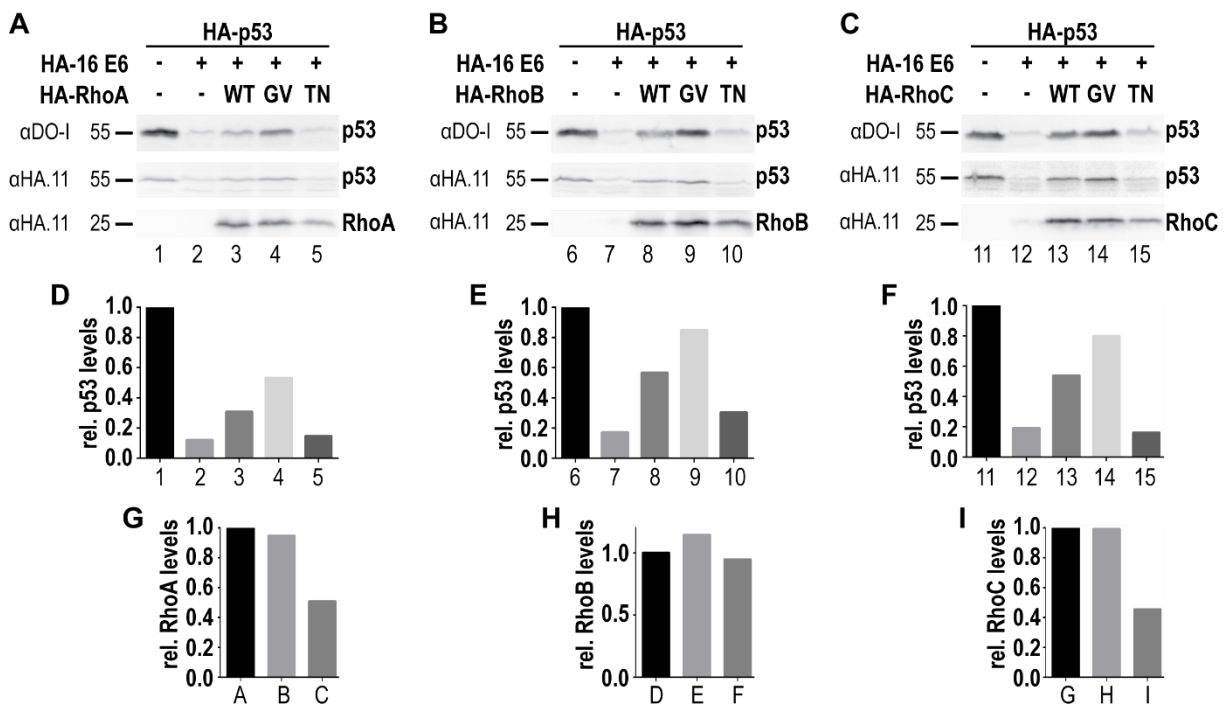 A B C
HA-p53 HA-p53 HA-p53
HA-16 E6 - + + + + HA-16 E6 - + + + + HA-16 E6 - + + + +
HA-RhoA - - WT GV TN HA-RhoB - - WT GV TN HA-RhoC - - WT GV TN
αDO-I 55 p53 αDO-I 55 p53 αDO-I 55 p53
αHA.11 55 p53 αHA.11 55 p53 αHA.11 55 p53
αHA.11 25 RhoA αHA.11 25 RhoB αHA.11 25 RhoC
1 2 3 4 5 6 7 8 9 10 11 12 13 14 15
D
rel. p53 levels
1.0
0.8
0.6
0.4
0.2
0.0
1 2 3 4 5
E
rel. p53 levels
1.0
0.8
0.6
0.4
0.2
0.0
6 7 8 9 10
F
rel. p53 levels
1.0
0.8
0.6
0.4
0.2
0.0
11 12 13 14 15
G
rel. RhoA levels
1.0
0.8
0.6
0.4
0.2
0.0
A B C
H
rel. RhoB levels
1.0
0.5
0.0
D E F
I
rel. RhoC levels
1.0
0.8
0.6
0.4
0.2
0.0
G H I